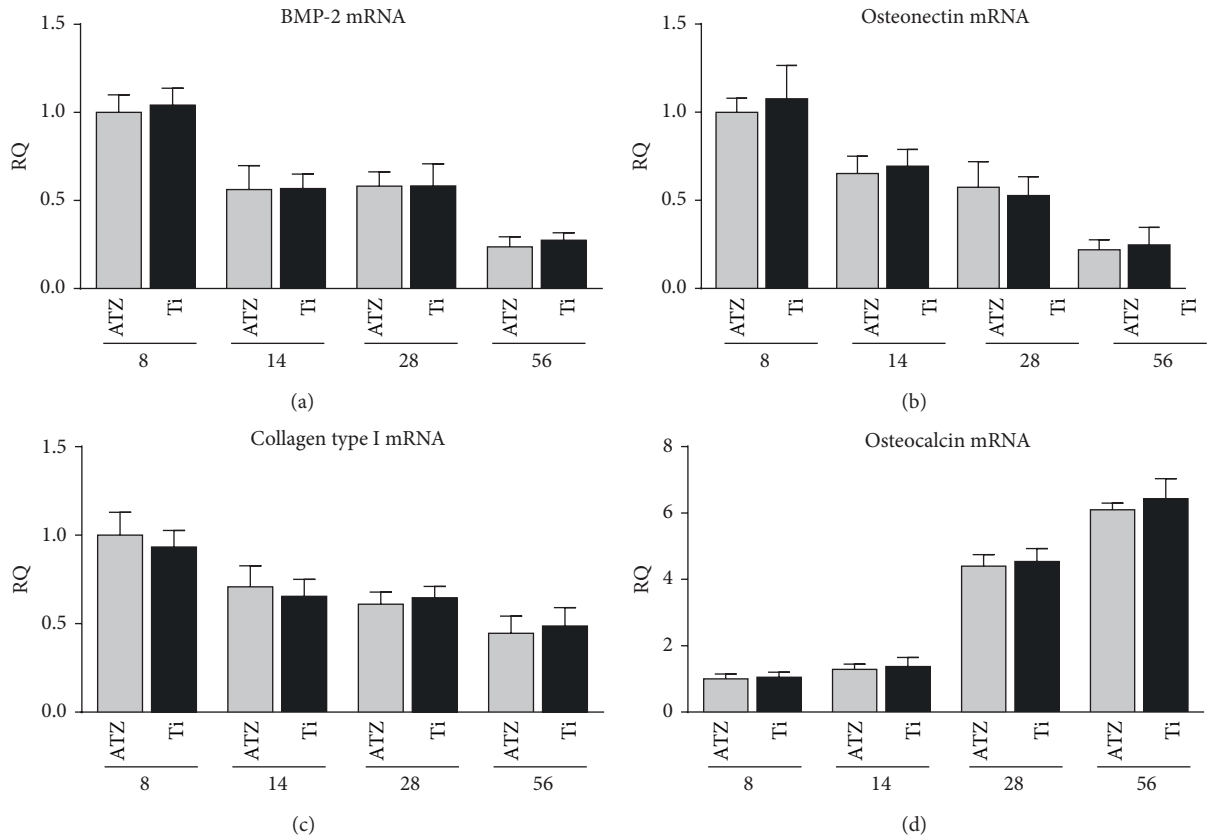 BMP-2 mRNA
1.5
1.0
0.5
0.0
RQ
ATZ Ti ATZ Ti ATZ Ti ATZ Ti
8 14 28 56
(a)
Osteonectin mRNA
1.5
1.0
0.5
0.0
RQ
ATZ Ti ATZ Ti ATZ Ti ATZ Ti
8 14 28 56
(b)
Collagen type I mRNA
1.5
1.0
0.5
0.0
RQ
ATZ Ti ATZ Ti ATZ Ti ATZ Ti
8 14 28 56
(c)
Osteocalcin mRNA
8
6
4
2
0
RQ
ATZ Ti ATZ Ti ATZ Ti ATZ Ti
8 14 28 56
(d)